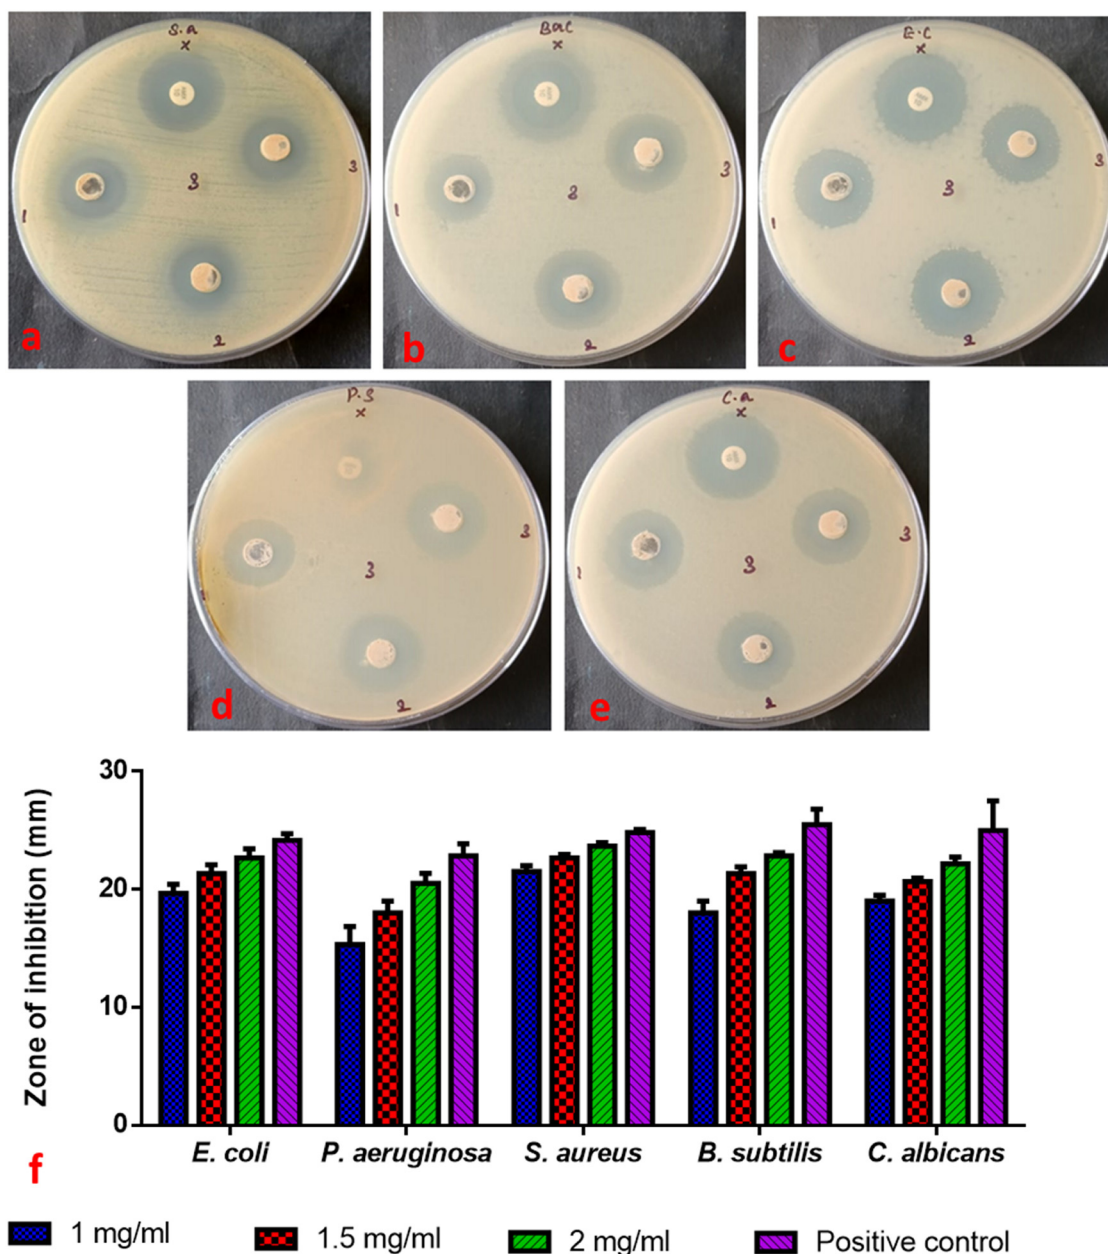 S.a
x
1
3
3
2
a
Bac
x
1
3
3
2
b
E.C
x
1
3
3
2
c
P.S
x
1
3
3
2
d
C.a
x
1
3
3
2
e
Zone of inhibition (mm)
30
20
10
0
E. coli
P. aeruginosa
S. aureus
B. subtilis
C. albicans
f
1 mg/ml
1.5 mg/ml
2 mg/ml
Positive control